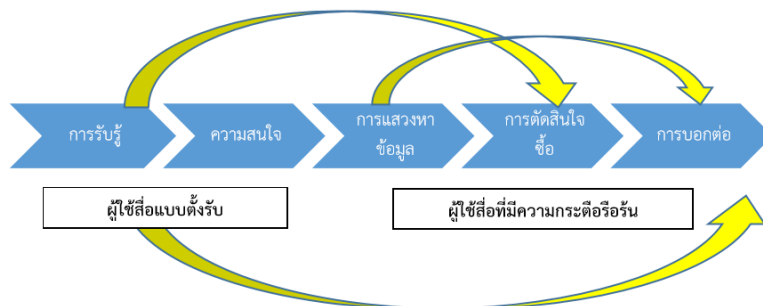 การรับรู้
ความสนใจ
การแสวงหา
ข้อมูล
การตัดสินใจ
ซื้อ
การบอกต่อ
ผู้ใช้สื่อแบบตั้งรับ
ผู้ใช้สื่อที่มีความกระตือรือร้น